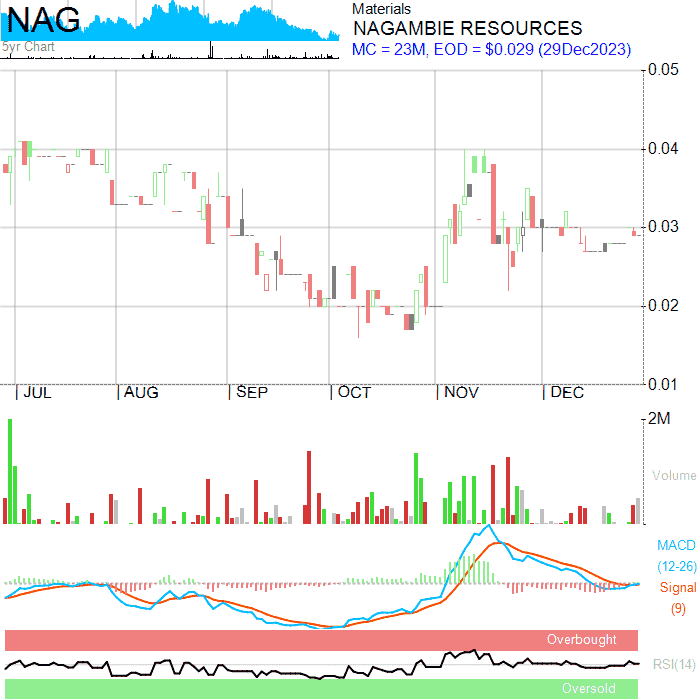 NAG
5yr Chart
Materials
NAGAMBIE RESOURCES
MC = 23M, EOD = $0.029 (29Dec2023)
0.05
0.04
0.03
0.02
0.01
| JUL | AUG | SEP | OCT | NOV | DEC
2M
Volume
MACD
(12-26)
Signal
(9)
Overbought
RSI(14)
Oversold